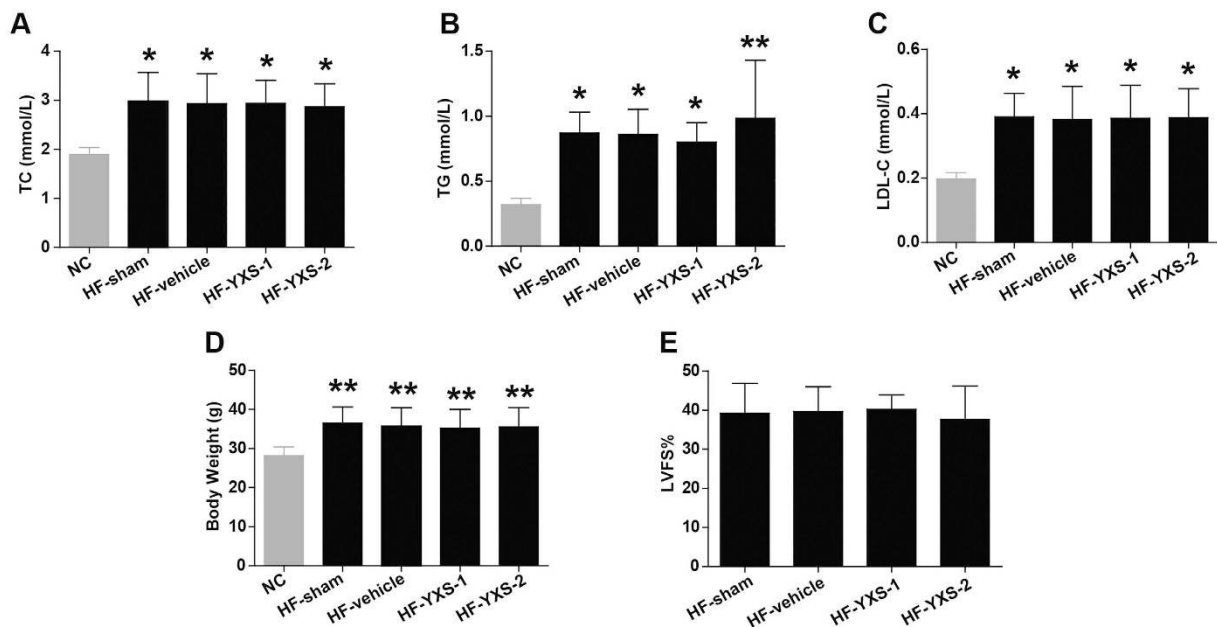 A
TC (mmol/L)
4
3
2
1
0
*
*
*
*
NC
HF-sham
HF-vehicle
HF-YXS-1
HF-YXS-2
B
TG (mmol/L)
1.5
1.0
0.5
0.0
*
*
*
**
NC
HF-sham
HF-vehicle
HF-YXS-1
HF-YXS-2
C
LDL-C (mmol/L)
0.6
0.4
0.2
0.0
*
*
*
*
NC
HF-sham
HF-vehicle
HF-YXS-1
HF-YXS-2
D
Body Weight (g)
50
40
30
20
10
0
**
**
**
**
NC
HF-sham
HF-vehicle
HF-YXS-1
HF-YXS-2
E
LVFS%
50
40
30
20
10
0
HF-sham
HF-vehicle
HF-YXS-1
HF-YXS-2